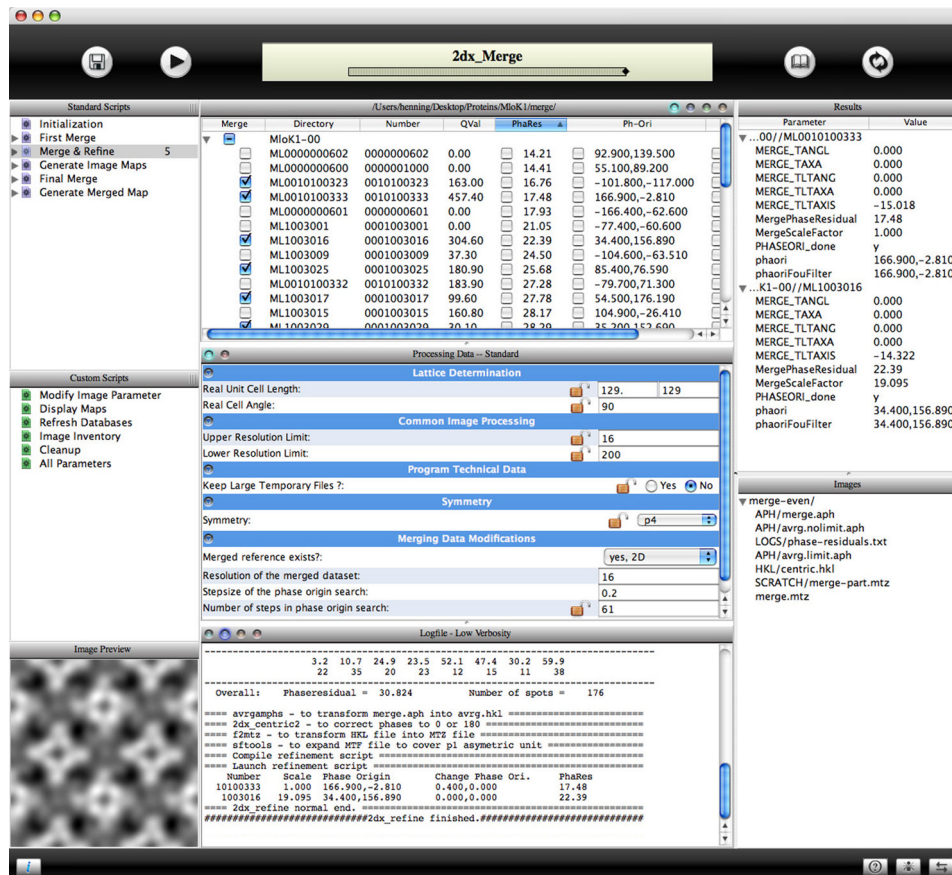 2dx_Merge
Standard Scripts
Initialization
First Merge
Merge & Refine 5
Generate Image Maps
Final Merge
Generate Merged Map
/Users/henning/Desktop/Proteins/MloK1/merge/
Merge Directory Number QVal PhaRes Ph-Ori
MloK1-00
ML0000000602 0000000602 0.00 14.21 92.900,139.500
ML0000000600 0000001000 0.00 14.41 55.100,89.200
ML0010100323 0010100323 163.00 16.76 -101.800,-117.000
ML0010100333 0010100333 457.40 17.48 166.900,-2.810
ML0000000601 0000000601 0.00 17.93 -166.400,-62.600
ML1003001 0001003001 0.00 21.05 -77.400,-60.600
ML1003016 0001003016 304.60 22.39 34.400,156.890
ML1003009 0001003009 37.30 24.50 -104.600,-63.510
ML1003025 0001003025 180.90 25.68 85.400,76.590
ML0010100332 0010100332 183.90 27.28 -79.700,71.300
ML1003017 0001003017 99.60 27.78 54.500,176.190
ML1003015 0001003015 160.80 28.17 104.900,-26.410
ML1003029 0001003029 30.10 28.29 35.200,152.690
Results
Parameter Value
...00//ML0010100333
MERGE_TANGL 0.000
MERGE_TAXA 0.000
MERGE_TLTANG 0.000
MERGE_TLTAXA 0.000
MERGE_TLTAXIS -15.018
MergePhaseResidual 17.48
MergeScaleFactor 1.000
PHASEORI_done y
phaori 166.900,-2.810
phaoriFouFilter 166.900,-2.810
...K1-00//ML1003016
MERGE_TANGL 0.000
MERGE_TAXA 0.000
MERGE_TLTANG 0.000
MERGE_TLTAXA 0.000
MERGE_TLTAXIS -14.322
MergePhaseResidual 22.39
MergeScaleFactor 19.095
PHASEORI_done y
phaori 34.400,156.890
phaoriFouFilter 34.400,156.890
Custom Scripts
Modify Image Parameter
Display Maps
Refresh Databases
Image Inventory
Cleanup
All Parameters
Processing Data -- Standard
Lattice Determination
Real Unit Cell Length: 129. 129
Real Cell Angle: 90
Common Image Processing
Upper Resolution Limit: 16
Lower Resolution Limit: 200
Program Technical Data
Keep Large Temporary Files ?: Yes No
Symmetry
Symmetry: p4
Merging Data Modifications
Merged reference exists?: yes, 2D
Resolution of the merged dataset: 16
Stepsize of the phase origin search: 0.2
Number of steps in phase origin search: 61
Images
merge-even/
APH/merge.aph
APH/avrg.nolimit.aph
LOGS/phase-residuals.txt
APH/avrg.limit.aph
HKL/centric.hkl
SCRATCH/merge-part.mtz
merge.mtz
Image Preview
Logfile - Low Verbosity
3.2 10.7 24.9 23.5 52.1 47.4 30.2 59.9
22 35 20 23 12 15 11 38
Overall: Phaseresidual = 30.824 Number of spots = 176
==== avrgamphs - to transform merge.aph into avrg.hkl =======================
==== 2dx_centric2 - to correct phases to 0 or 180 ===========================
==== f2mtz - to transform HKL file into MTZ file =======================
==== sftools - to expand MTF file to cover p1 asymetric unit ==============
==== Compile refinement script =====================================
==== Launch refinement script ======================================
Number Scale Phase Origin Change Phase Ori. PhaRes
10100333 1.000 166.900,-2.810 0.400,0.000 17.48
1003016 19.095 34.400,156.890 0.000,0.000 22.39
==== 2dx_refine normal end. =======================================
############################2dx_refine finished.############################